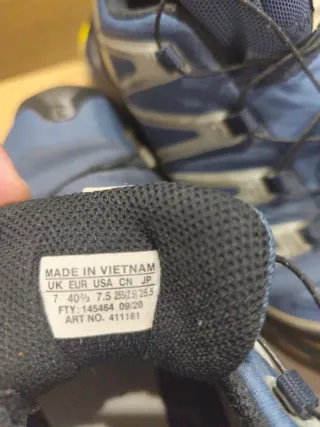 MADE IN VIETNAM
UK EUR USA CN JP
7 40⅔ 7.5 255(2.5) 25.5
FTY: 145464 09/20
ART NO. 411181